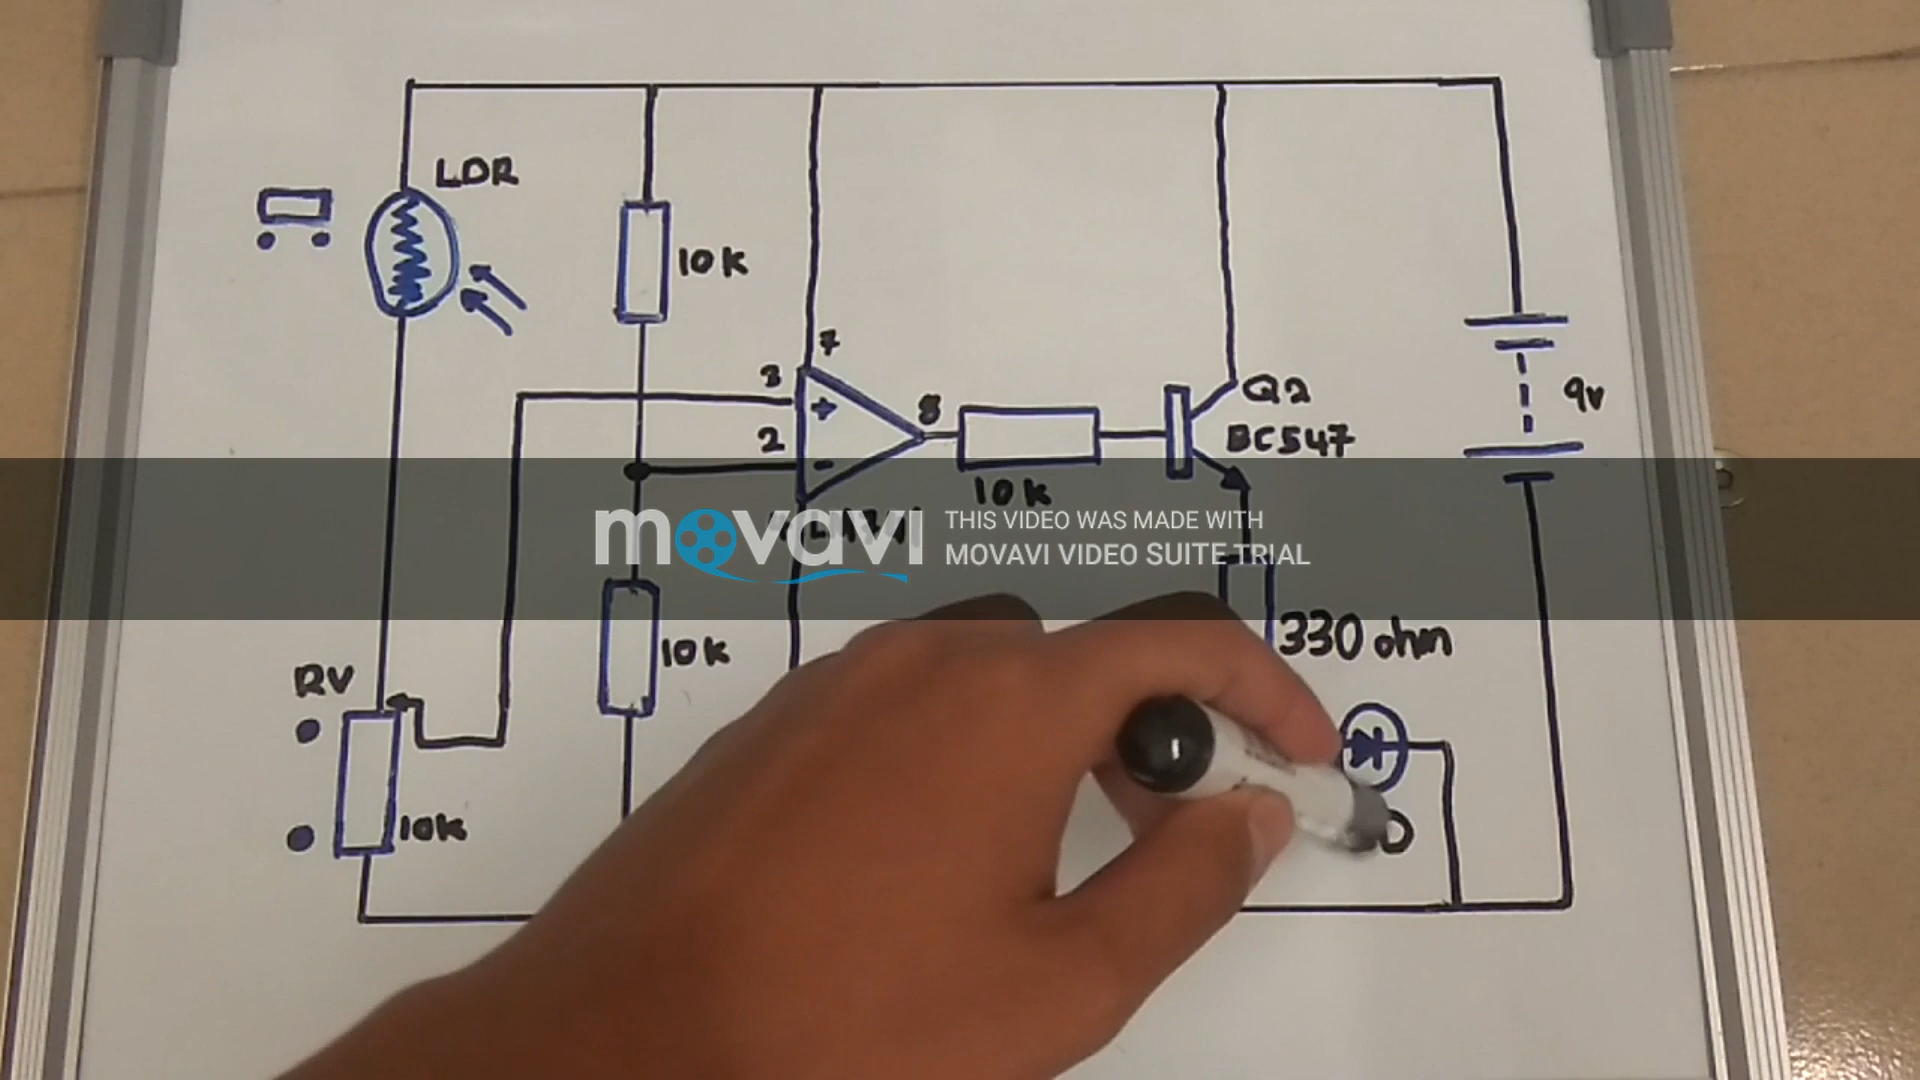 LDR
10k
7
3
+
2
-
8
10k
Q2
BC547
9v
movavi
THIS VIDEO WAS MADE WITH
MOVAVI VIDEO SUITE TRIAL
330 ohm
10k
RV
10k